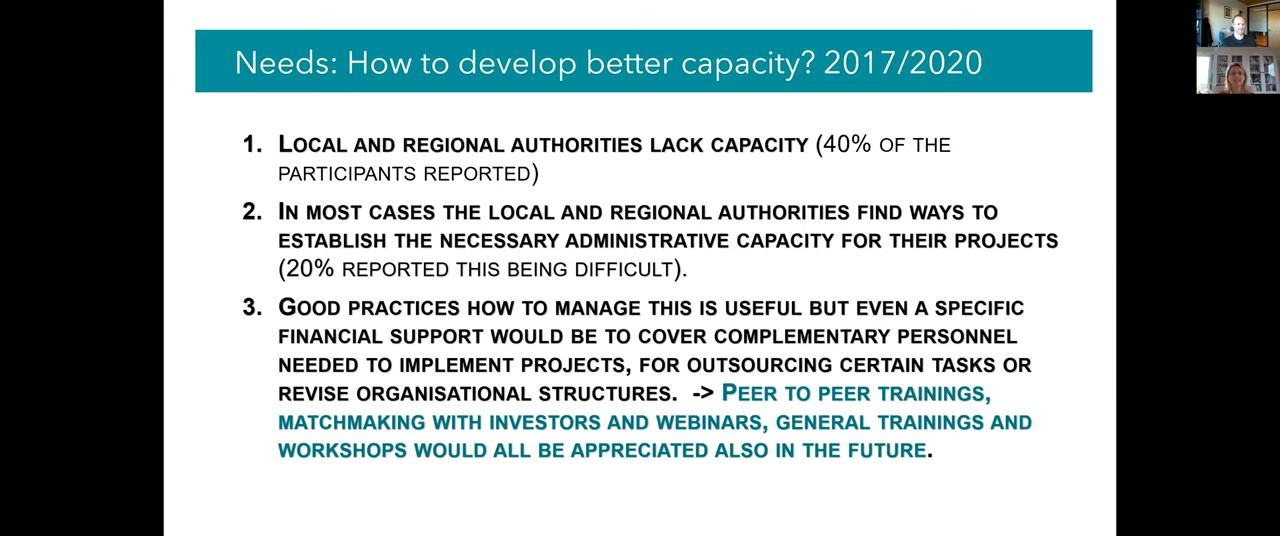 Needs: How to develop better capacity? 2017/2020
1. LOCAL AND REGIONAL AUTHORITIES LACK CAPACITY (40% OF THE
PARTICIPANTS REPORTED)
2. IN MOST CASES THE LOCAL AND REGIONAL AUTHORITIES FIND WAYS TO
ESTABLISH THE NECESSARY ADMINISTRATIVE CAPACITY FOR THEIR PROJECTS
(20% REPORTED THIS BEING DIFFICULT).
3. GOOD PRACTICES HOW TO MANAGE THIS IS USEFUL BUT EVEN A SPECIFIC
FINANCIAL SUPPORT WOULD BE TO COVER COMPLEMENTARY PERSONNEL
NEEDED TO IMPLEMENT PROJECTS, FOR OUTSOURCING CERTAIN TASKS OR
REVISE ORGANISATIONAL STRUCTURES. -> PEER TO PEER TRAININGS,
MATCHMAKING WITH INVESTORS AND WEBINARS, GENERAL TRAININGS AND
WORKSHOPS WOULD ALL BE APPRECIATED ALSO IN THE FUTURE.